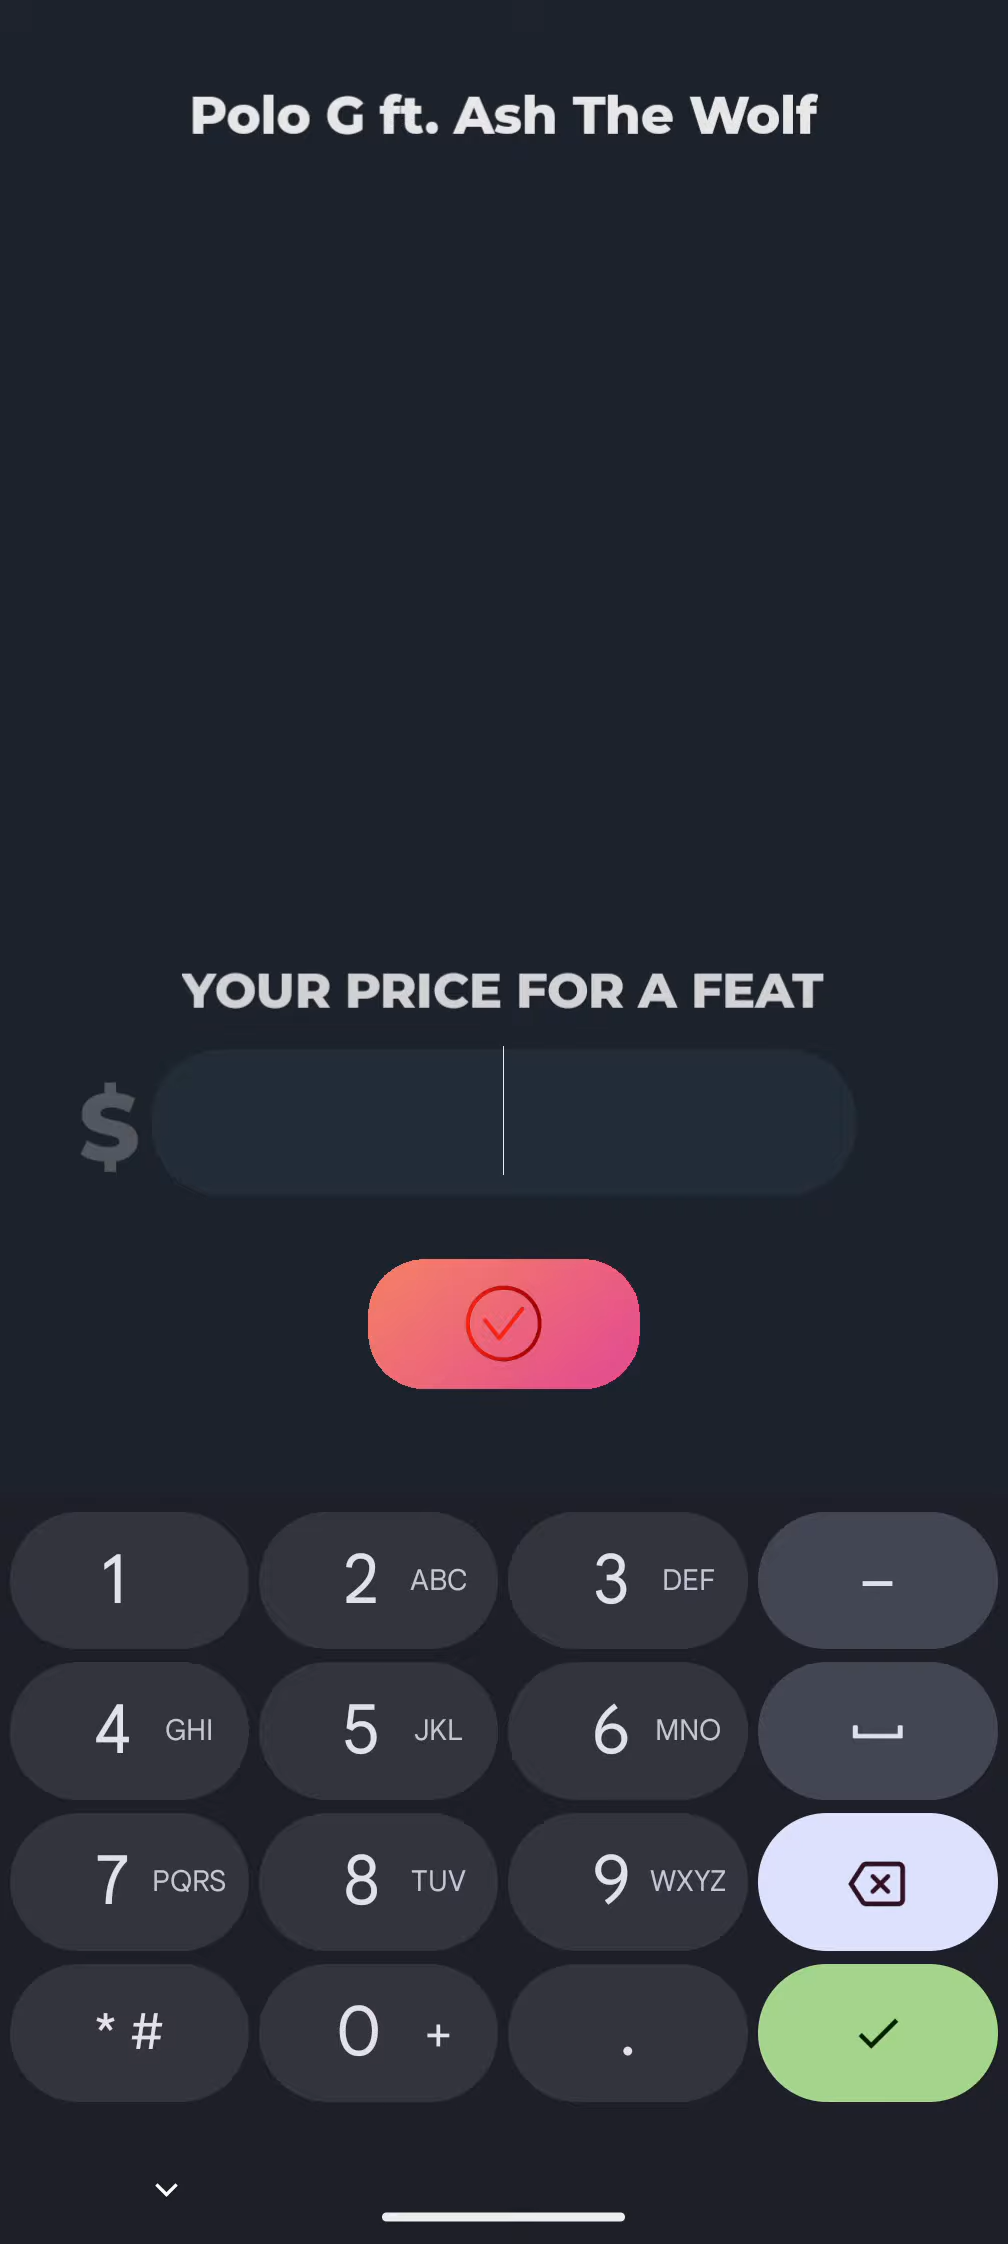 Polo G ft. Ash The Wolf
YOUR PRICE FOR A FEAT
$
1
2 ABC
3 DEF
–
4 GHI
5 JKL
6 MNO
7 PQRS
8 TUV
9 WXYZ
* #
0 +
.